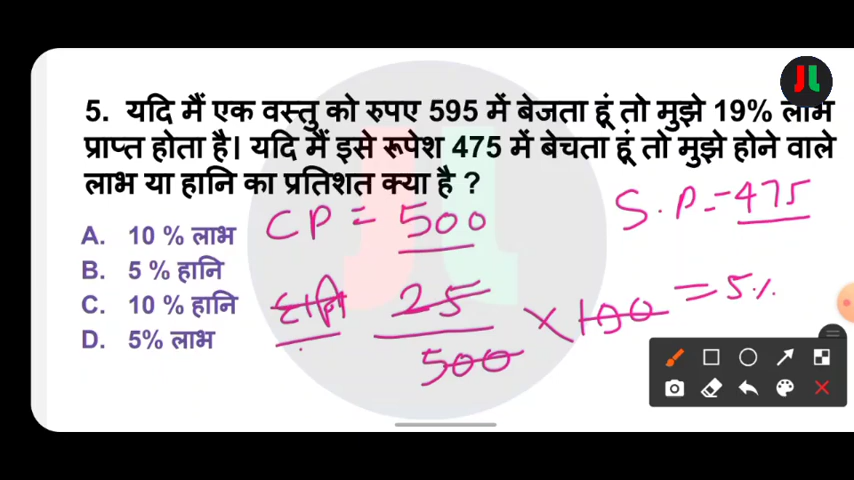 JL
5. यदि मैं एक वस्तु को रुपए 595 में बेजता हूं तो मुझे 19% लाभ
प्राप्त होता है। यदि मैं इसे रूपेश 475 में बेचता हूं तो मुझे होने वाले
लाभ या हानि का प्रतिशत क्या है ?
CP = 500
S.P.=475
A. 10 % लाभ
B. 5 % हानि
C. 10 % हानि
D. 5% लाभ
हानि 25/500 × 100 = 5%